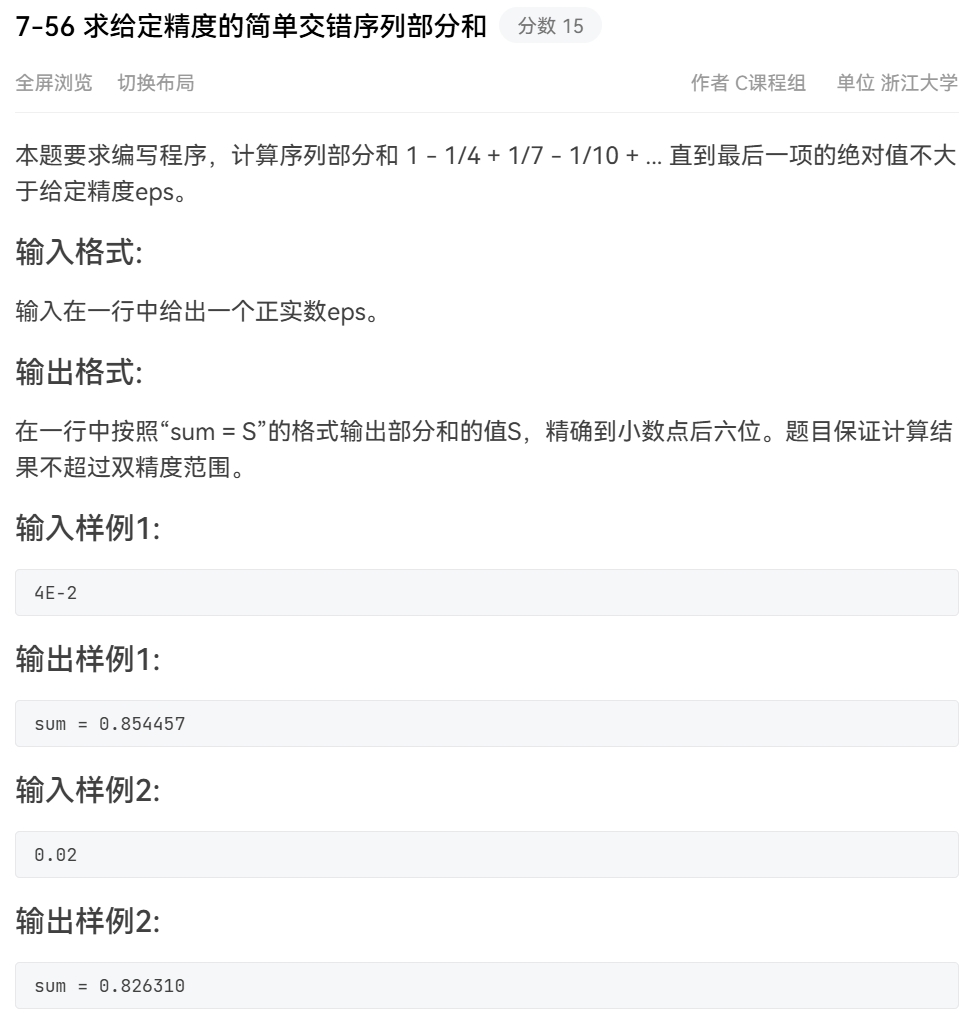 7-56 求给定精度的简单交错序列部分和 分数 15
全屏浏览 切换布局 作者 C课程组 单位 浙江大学
本题要求编写程序，计算序列部分和 1 - 1/4 + 1/7 - 1/10 + ... 直到最后一项的绝对值不大
于给定精度eps。
输入格式:
输入在一行中给出一个正实数eps。
输出格式:
在一行中按照“sum = S”的格式输出部分和的值S，精确到小数点后六位。题目保证计算结
果不超过双精度范围。
输入样例1:
4E-2
输出样例1:
sum = 0.854457
输入样例2:
0.02
输出样例2:
sum = 0.826310